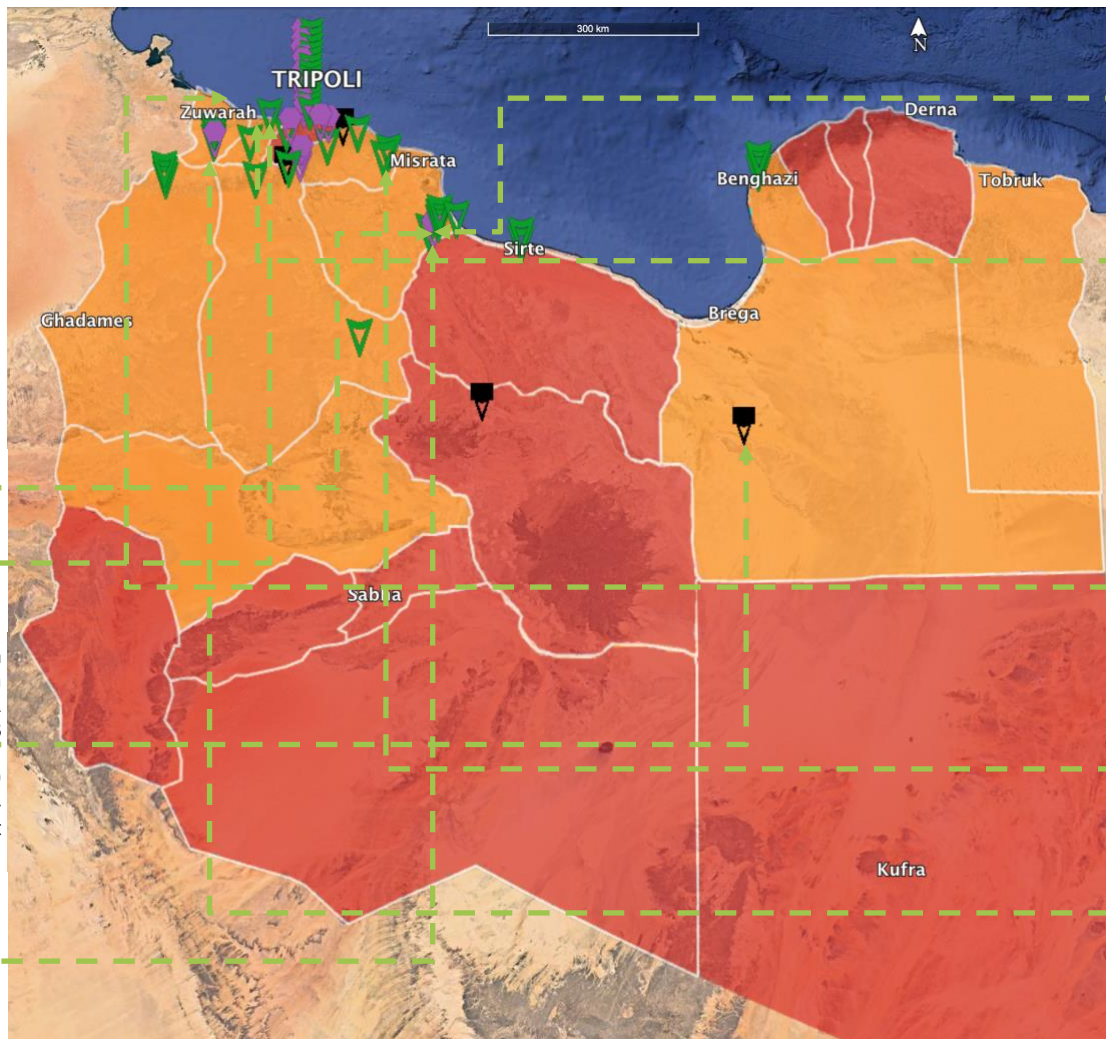 300 km
N
TRIPOLI
Zuwarah
Derna
Misrata
Benghazi
Tobruk
Sirte
Ghadames
Brega
Sabha
Kufra